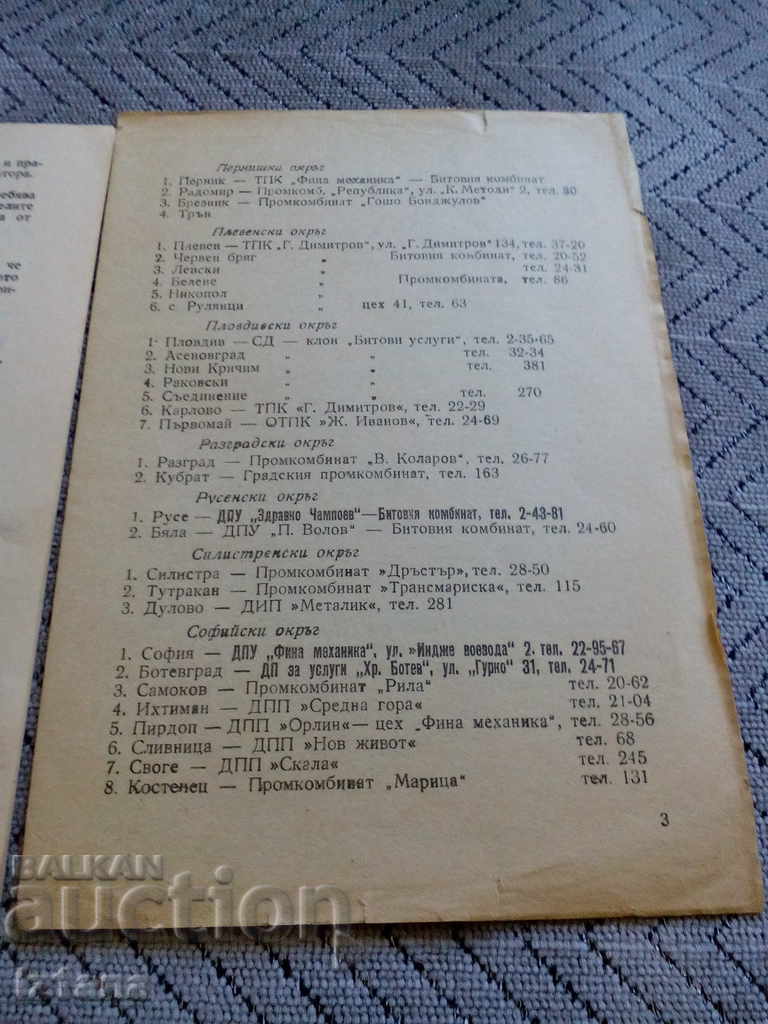 и пра-
тора.
ебява
делите
а от
че
ото
Пернишки окръг
1. Перник — ТПК „Фина механика“ — Битовия комбинат
2. Радомир — Промкомб. „Република“, ул. „К. Методи“ 2, тел. 80
3. Брезник — Промкомбинат „Гошо Бонджулов“
4. Трън
Плевенски окръг
1. Плевен — ТПК „Г. Димитров“, ул. „Г. Димитров“ 134, тел. 37-20
2. Червен бряг „ Битовия комбинат, тел. 20-52
3. Левски „ тел. 24-31
4. Белене „ Промкомбината, тел. 86
5. Никопол „
6. с. Рулянци „ цех 41, тел. 63
Пловдивски окръг
1. Пловдив — СД — клон „Битови услуги“, тел. 2-35-65
2. Асеновград „ „ тел. 32-34
3. Нови Кричим „ „ тел. 381
4. Раковски „ „
5. Съединение „ „ тел. 270
6. Карлово — ТПК «Г. Димитров«, тел. 22-29
7. Първомай — ОТПК »Ж. Иванов«, тел. 24-69
Разградски окръг
1. Разград — Промкомбинат „В. Коларов“, тел. 26-77
2. Кубрат — Градския промкомбинат, тел. 163
Русенски окръг
1. Русе — ДПУ „Здравко Чампоев“—Битовия комбинат, тел. 2-43-81
2. Бяла — ДПУ „П. Волов“ — Битовия комбинат, тел. 24-60
Силистренски окръг
1. Силистра — Промкомбинат »Дръстър», тел. 28-50
2. Тутракан — Промкомбинат »Трансмариска«, тел. 115
3. Дулово — ДИП »Металик«, тел. 281
Софийски окръг
1. София — ДПУ „Фина механика“, ул. »Индже воевода“ 2. тел. 22-95-67
2. Ботевград — ДП за услуги „Хр. Ботев“, ул. „Гурко“ 31, тел. 24-71
3. Самоков — Промкомбинат „Рила“ тел. 20-62
4. Ихтиман — ДПП »Средна гора« тел. 21-04
5. Пирдоп — ДПП »Орлин«— цех „Фина механика“, тел. 28-56
6. Сливница — ДПП »Нов живот« тел. 68
7. Своге — ДПП »Скала« тел. 245
8. Костенец — Промкомбинат „Марица“ тел. 131
3
BALKAN
auction
izfana